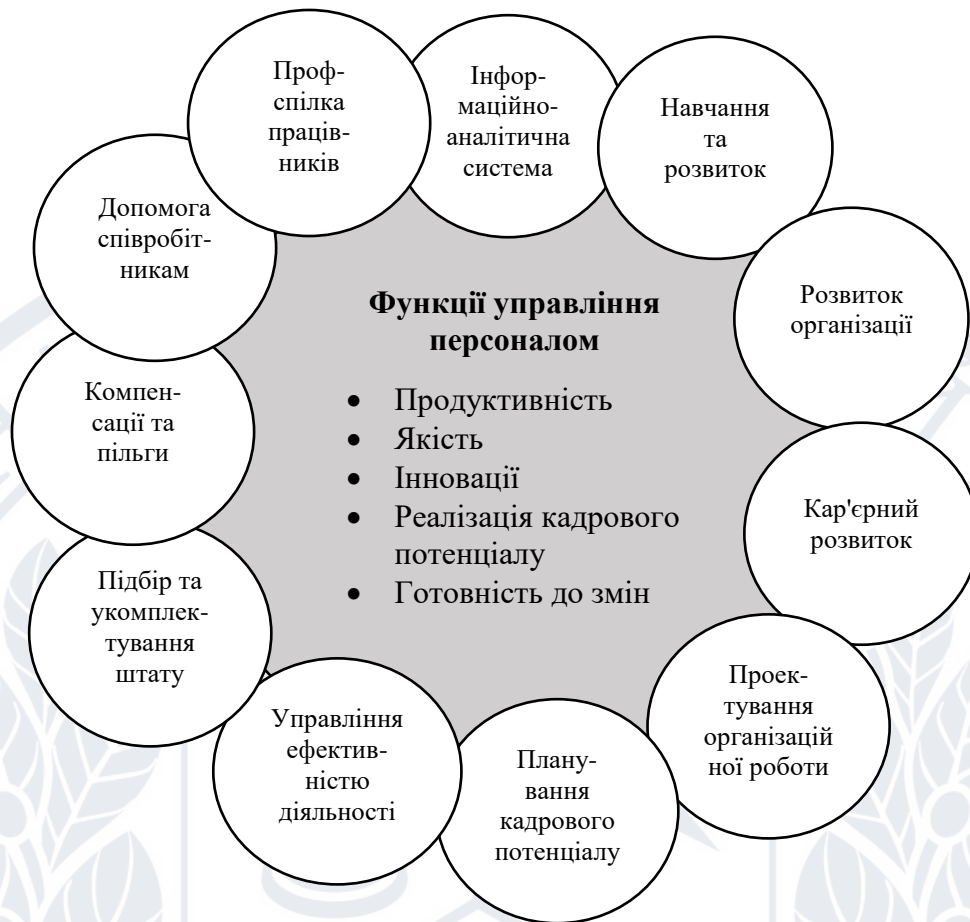 Проф-
спілка
праців-
ників
Інфор-
маційно-
аналітична
система
Навчання
та
розвиток
Розвиток
організації
Кар'єрний
розвиток
Проек-
тування
організацій
ної роботи
Плану-
вання
кадрового
потенціалу
Управління
ефектив-
ністю
діяльності
Підбір та
укомплек-
тування
штату
Компен-
сації та
пільги
Допомога
співробіт-
никам
Функції управління
персоналом
• Продуктивність
• Якість
• Інновації
• Реалізація кадрового
потенціалу
• Готовність до змін